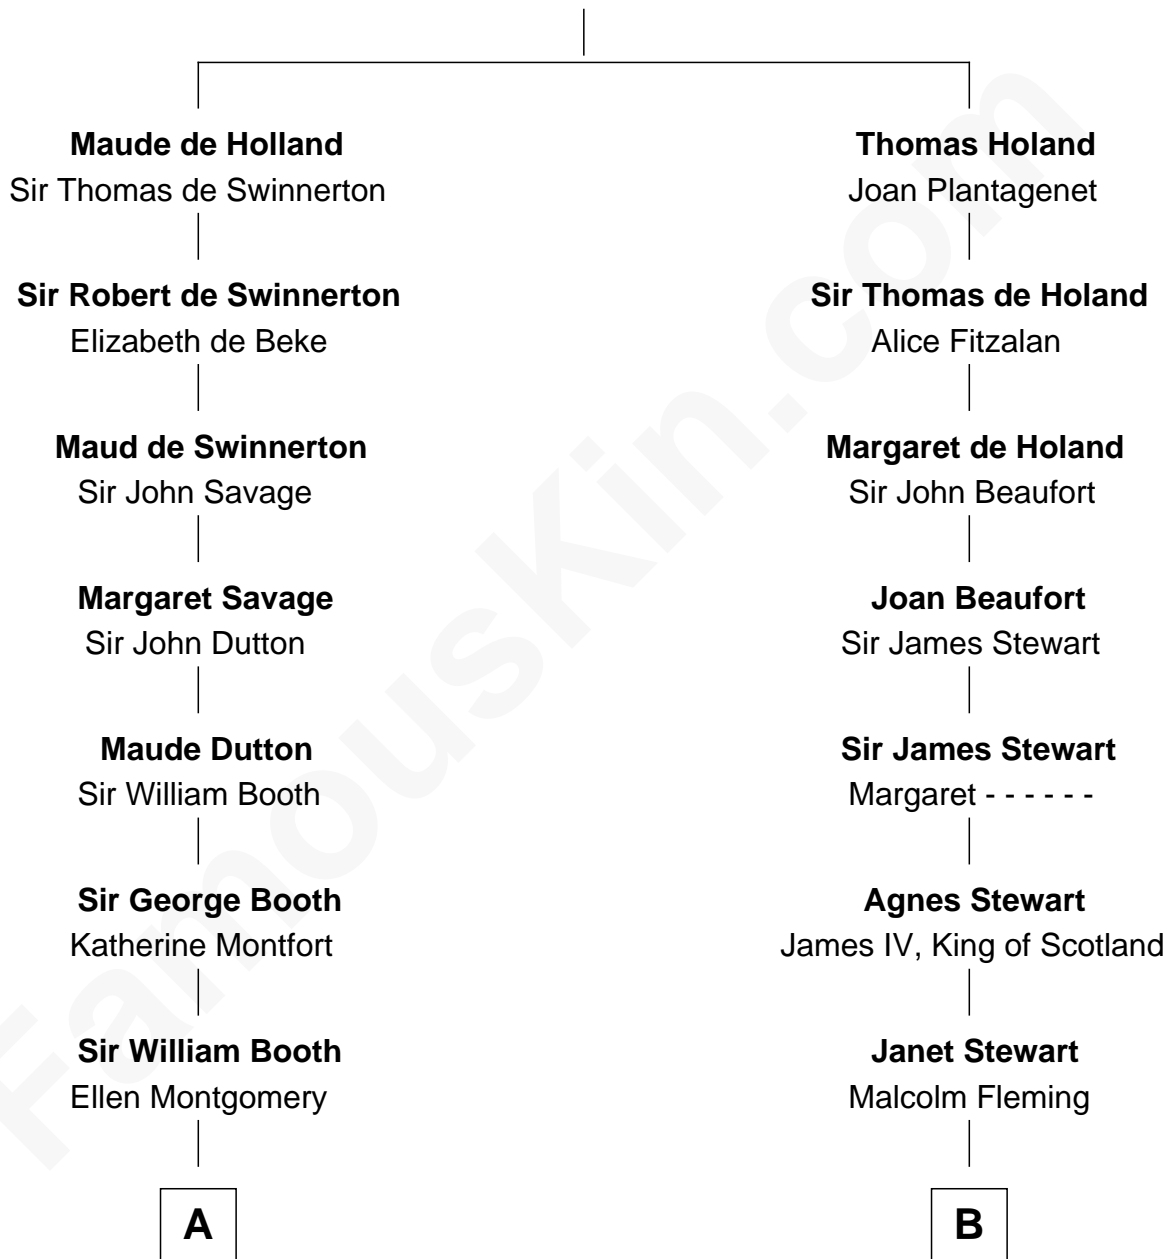 Maude de Holland
Sir Thomas de Swinnerton
Sir Robert de Swinnerton
Elizabeth de Beke
Maud de Swinnerton
Sir John Savage
Margaret Savage
Sir John Dutton
Maude Dutton
Sir William Booth
Sir George Booth
Katherine Montfort
Sir William Booth
Ellen Montgomery
A
Thomas Holand
Joan Plantagenet
Sir Thomas de Holand
Alice Fitzalan
Margaret de Holand
Sir John Beaufort
Joan Beaufort
Sir James Stewart
Sir James Stewart
Margaret - - - - - -
Agnes Stewart
James IV, King of Scotland
Janet Stewart
Malcolm Fleming
B
FamousKin.com